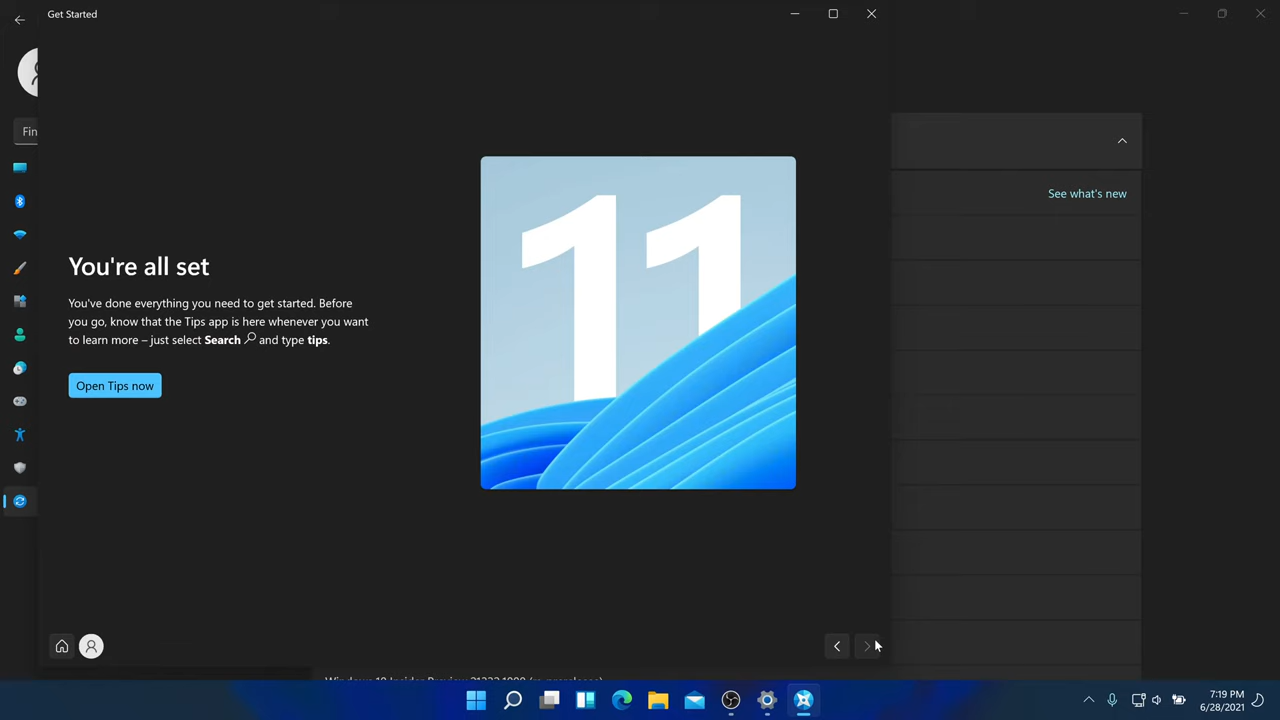 Get Started
Fin
See what's new
11
You're all set
You've done everything you need to get started. Before
you go, know that the Tips app is here whenever you want
to learn more – just select Search and type tips.
Open Tips now
7:19 PM
6/28/2021